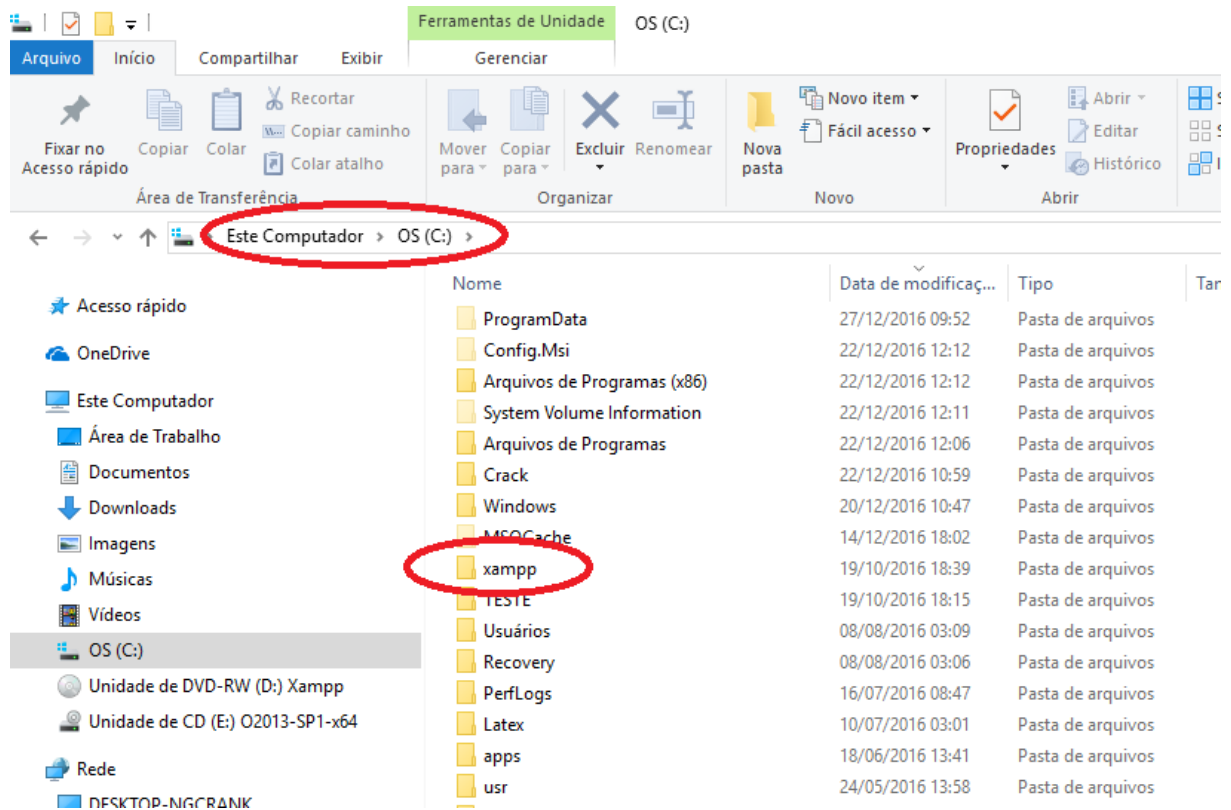 Ferramentas de Unidade OS (C:)
Arquivo Início Compartilhar Exibir Gerenciar
Fixar no Acesso rápido
Copiar
Colar
Recortar
Copiar caminho
Colar atalho
Mover para
Copiar para
Excluir
Renomear
Nova pasta
Novo item
Fácil acesso
Propriedades
Abrir
Editar
Histórico
Área de Transferência Organizar Novo Abrir
Este Computador > OS (C:) >
Acesso rápido
OneDrive
Este Computador
Área de Trabalho
Documentos
Downloads
Imagens
Músicas
Vídeos
OS (C:)
Unidade de DVD-RW (D:) Xampp
Unidade de CD (E:) O2013-SP1-x64
Rede
DESKTOP-NGCRANK
Nome Data de modificaç... Tipo
ProgramData 27/12/2016 09:52 Pasta de arquivos
Config.Msi 22/12/2016 12:12 Pasta de arquivos
Arquivos de Programas (x86) 22/12/2016 12:12 Pasta de arquivos
System Volume Information 22/12/2016 12:11 Pasta de arquivos
Arquivos de Programas 22/12/2016 12:06 Pasta de arquivos
Crack 22/12/2016 10:59 Pasta de arquivos
Windows 20/12/2016 10:47 Pasta de arquivos
MSOCache 14/12/2016 18:02 Pasta de arquivos
xampp 19/10/2016 18:39 Pasta de arquivos
TESTE 19/10/2016 18:15 Pasta de arquivos
Usuários 08/08/2016 03:09 Pasta de arquivos
Recovery 08/08/2016 03:06 Pasta de arquivos
PerfLogs 16/07/2016 08:47 Pasta de arquivos
Latex 10/07/2016 03:01 Pasta de arquivos
apps 18/06/2016 13:41 Pasta de arquivos
usr 24/05/2016 13:58 Pasta de arquivos